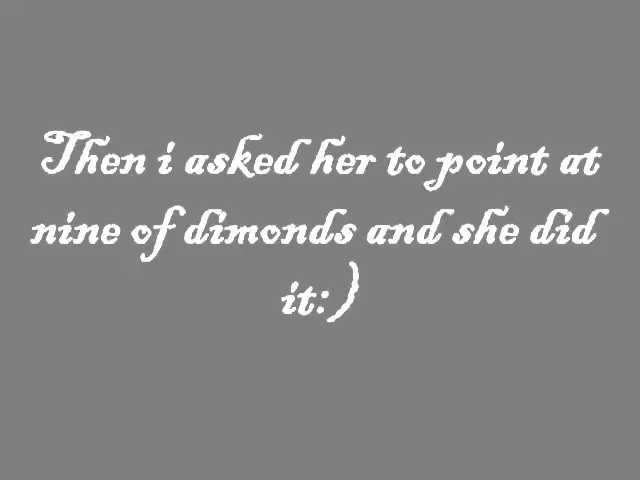 Then i asked her to point at
nine of dimonds and she did
it:)